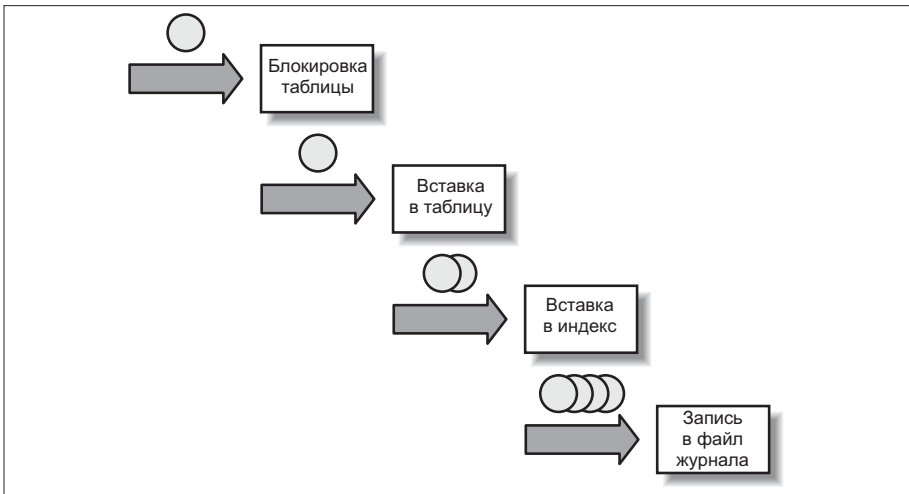 Блокировка
таблицы
Вставка
в таблицу
Вставка
в индекс
Запись
в файл
журнала